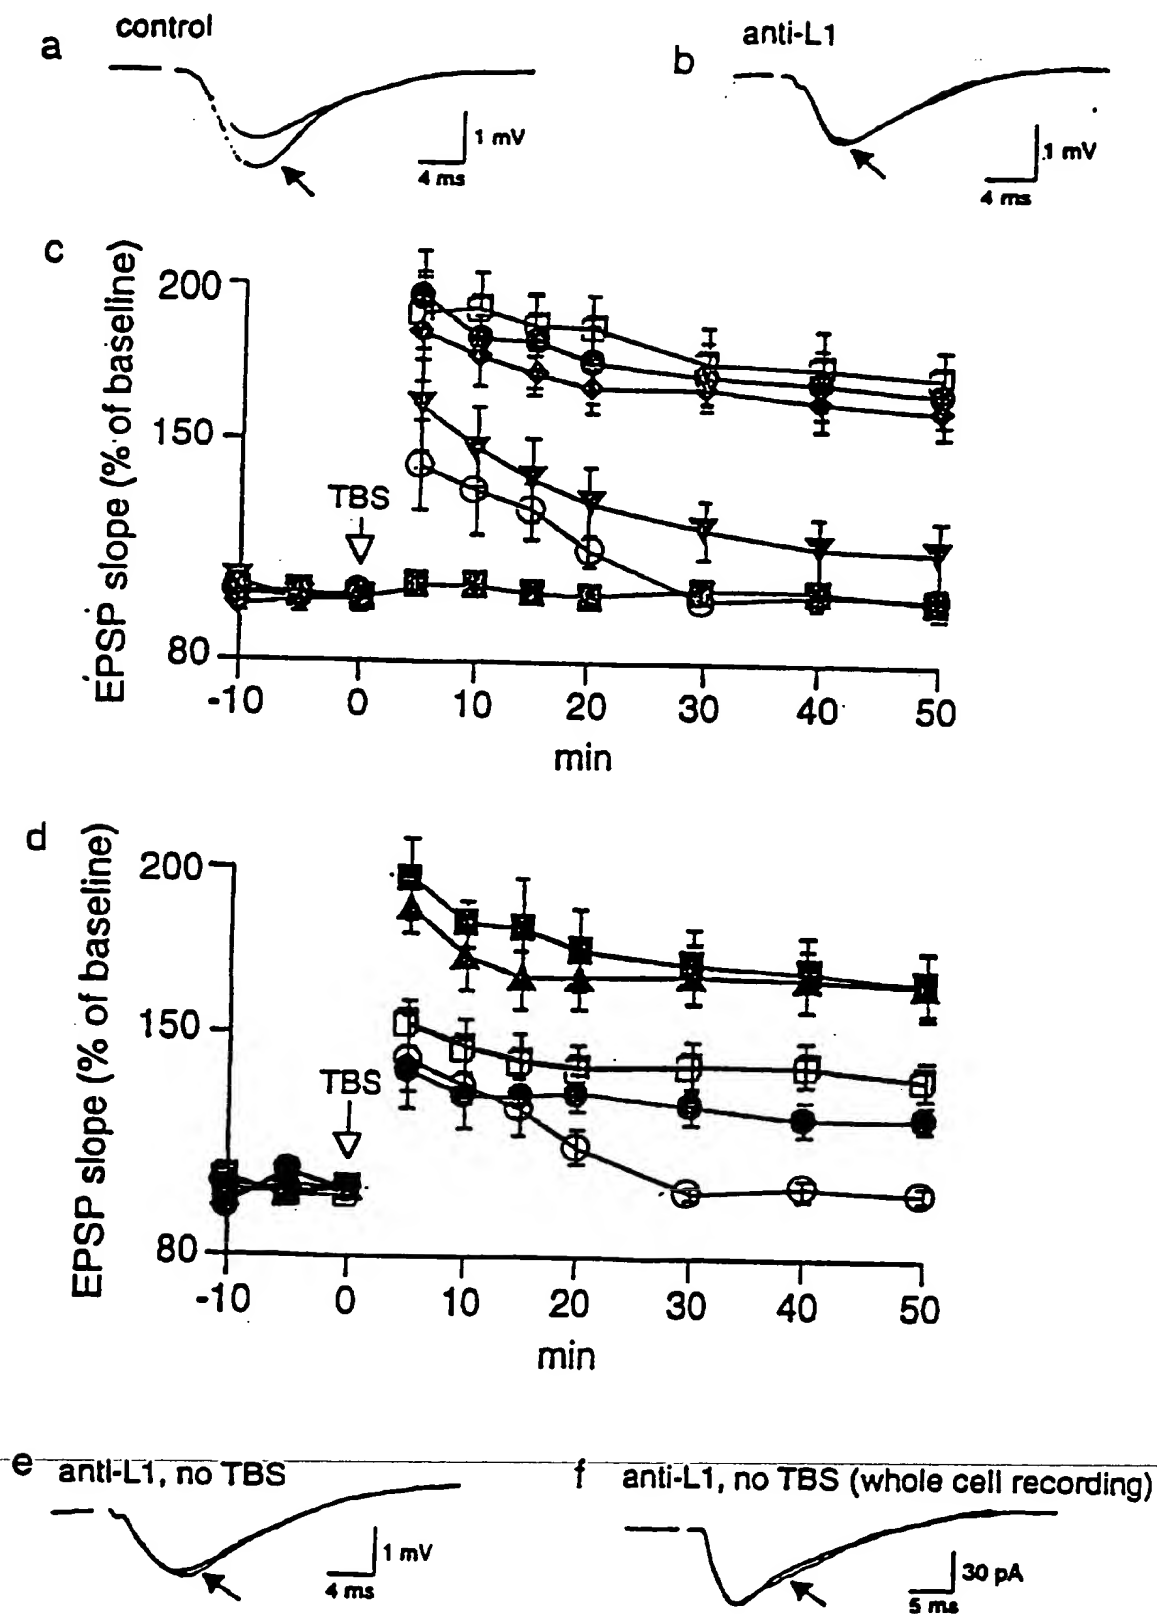 a control
b anti-L1
1 mV
4 ms
.1 mV
4 ms
c
EPSP slope (% of baseline)
200
150
80
TBS
-10 0 10 20 30 40 50
min
d
EPSP slope (% of baseline)
200
150
80
TBS
-10 0 10 20 30 40 50
min
e anti-L1, no TBS
1 mV
4 ms
f anti-L1, no TBS (whole cell recording)
30 pA
5 ms